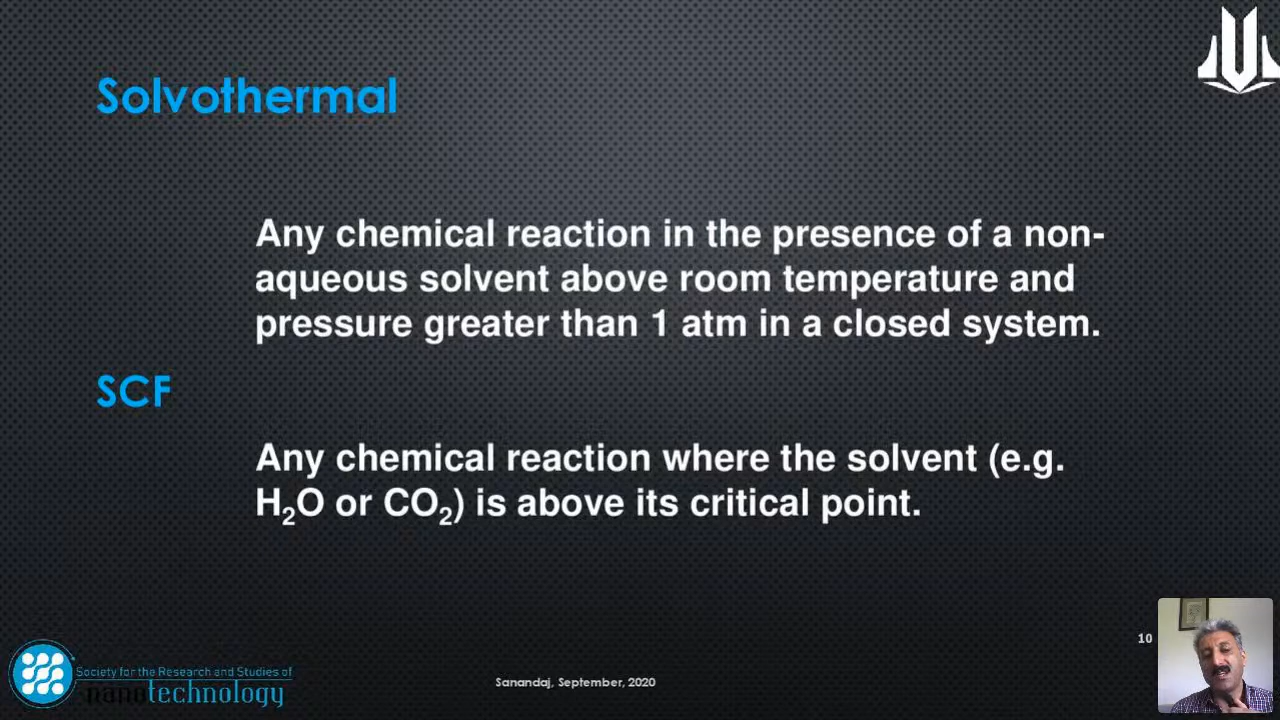 Solvothermal
Any chemical reaction in the presence of a non-
aqueous solvent above room temperature and
pressure greater than 1 atm in a closed system.
SCF
Any chemical reaction where the solvent (e.g.
H₂O or CO₂) is above its critical point.
10
Society for the Research and Studies of
nanotechnology
Sanandaj, September, 2020